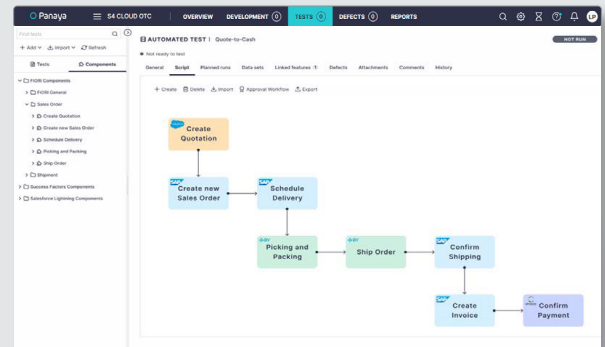 Panaya
S4 CLOUD OTC
OVERVIEW
DEVELOPMENT 0
TESTS 0
DEFECTS 0
REPORTS
LP
Find tests
+ Add
Import
Refresh
Tests
Components
FIORI Components
FIORI General
Sales Order
Create Quotation
Create new Sales Order
Schedule Delivery
Picking and Packing
Ship Order
Shipment
Success Factors Components
Salesforce Lightning Components
AUTOMATED TEST | Quote-to-Cash
NOT RUN
Not ready to test
General
Script
Planned runs
Data sets
Linked features
Defects
Attachments
Comments
History
+ Create
Delete
Import
Approval Workflow
Export
Create
Quotation
SAP
Create new
Sales Order
SAP
Schedule
Delivery
Picking and
Packing
Ship Order
SAP
Confirm
Shipping
SAP
Create
Invoice
Confirm
Payment